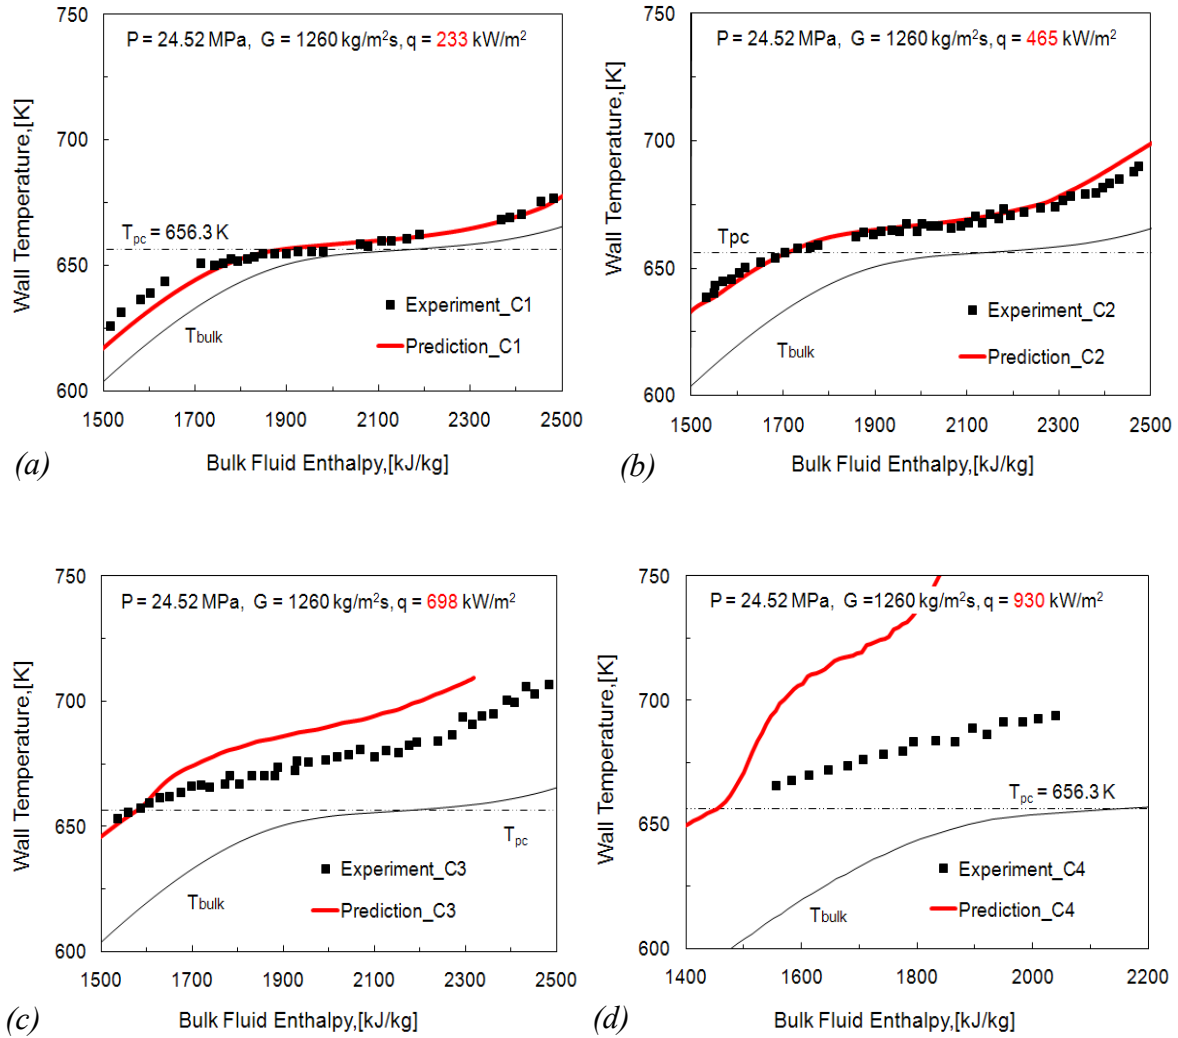 750
P = 24.52 MPa, G = 1260 kg/m²s, q = 233 kW/m²
700
Tpc = 656.3 K
650
Experiment_C1
Tbulk
Prediction_C1
600
1500 1700 1900 2100 2300 2500
Bulk Fluid Enthalpy,[kJ/kg]
Wall Temperature,[K]
(a)
750
P = 24.52 MPa, G = 1260 kg/m²s, q = 465 kW/m²
700
Tpc
650
Experiment_C2
Tbulk
Prediction_C2
600
1500 1700 1900 2100 2300 2500
Bulk Fluid Enthalpy,[kJ/kg]
Wall Temperature,[K]
(b)
750
P = 24.52 MPa, G = 1260 kg/m²s, q = 698 kW/m²
700
650
Tpc
Experiment_C3
Tbulk
Prediction_C3
600
1500 1700 1900 2100 2300 2500
Bulk Fluid Enthalpy,[kJ/kg]
Wall Temperature,[K]
(c)
750
P = 24.52 MPa, G =1260 kg/m²s, q = 930 kW/m²
700
Tpc = 656.3 K
650
Experiment_C4
Tbulk
Prediction_C4
600
1400 1600 1800 2000 2200
Bulk Fluid Enthalpy,[kJ/kg]
Wall Temperature,[K]
(d)